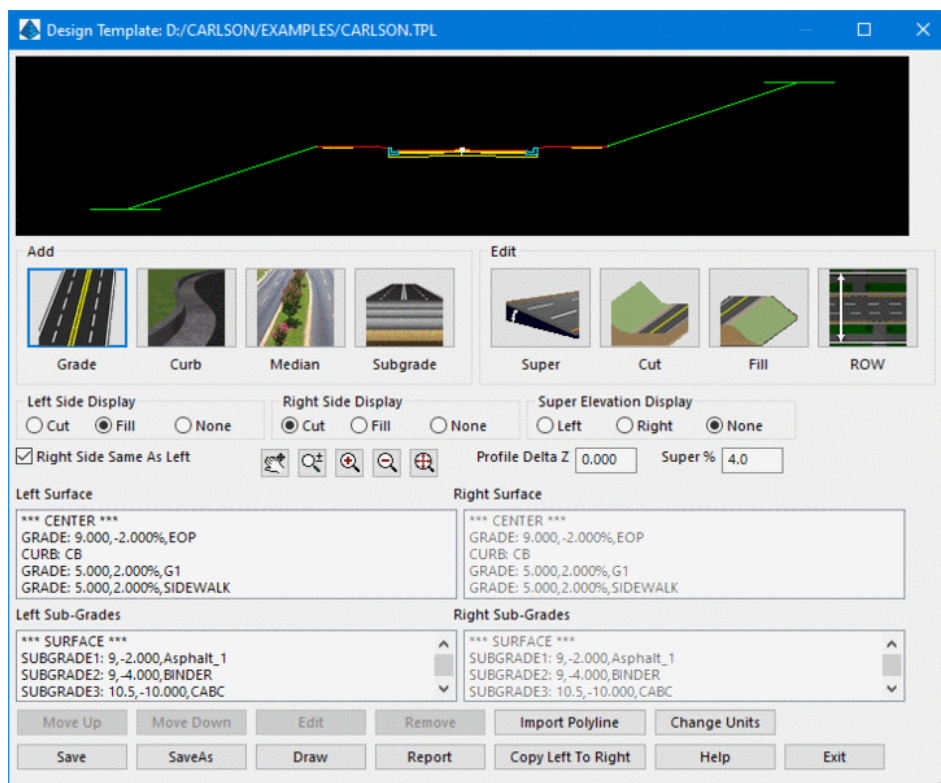 Design Template: D:/CARLSON/EXAMPLES/CARLSON.TPL
Add
Edit
Grade
Curb
Median
Subgrade
Super
Cut
Fill
ROW
Left Side Display
Right Side Display
Super Elevation Display
Cut
Fill
None
Cut
Fill
None
Left
Right
None
Right Side Same As Left
Profile Delta Z
0.000
Super %
4.0
Left Surface
Right Surface
*** CENTER ***
GRADE: 9.000,-2.000%,EOP
CURB: CB
GRADE: 5.000,2.000%,G1
GRADE: 5.000,2.000%,SIDEWALK
*** CENTER ***
GRADE: 9.000,-2.000%,EOP
CURB: CB
GRADE: 5.000,2.000%,G1
GRADE: 5.000,2.000%,SIDEWALK
Left Sub-Grades
Right Sub-Grades
*** SURFACE ***
SUBGRADE1: 9,-2.000,Asphalt_1
SUBGRADE2: 9,-4.000,BINDER
SUBGRADE3: 10.5,-10.000,CABC
*** SURFACE ***
SUBGRADE1: 9,-2.000,Asphalt_1
SUBGRADE2: 9,-4.000,BINDER
SUBGRADE3: 10.5,-10.000,CABC
Move Up
Move Down
Edit
Remove
Import Polyline
Change Units
Save
SaveAs
Draw
Report
Copy Left To Right
Help
Exit